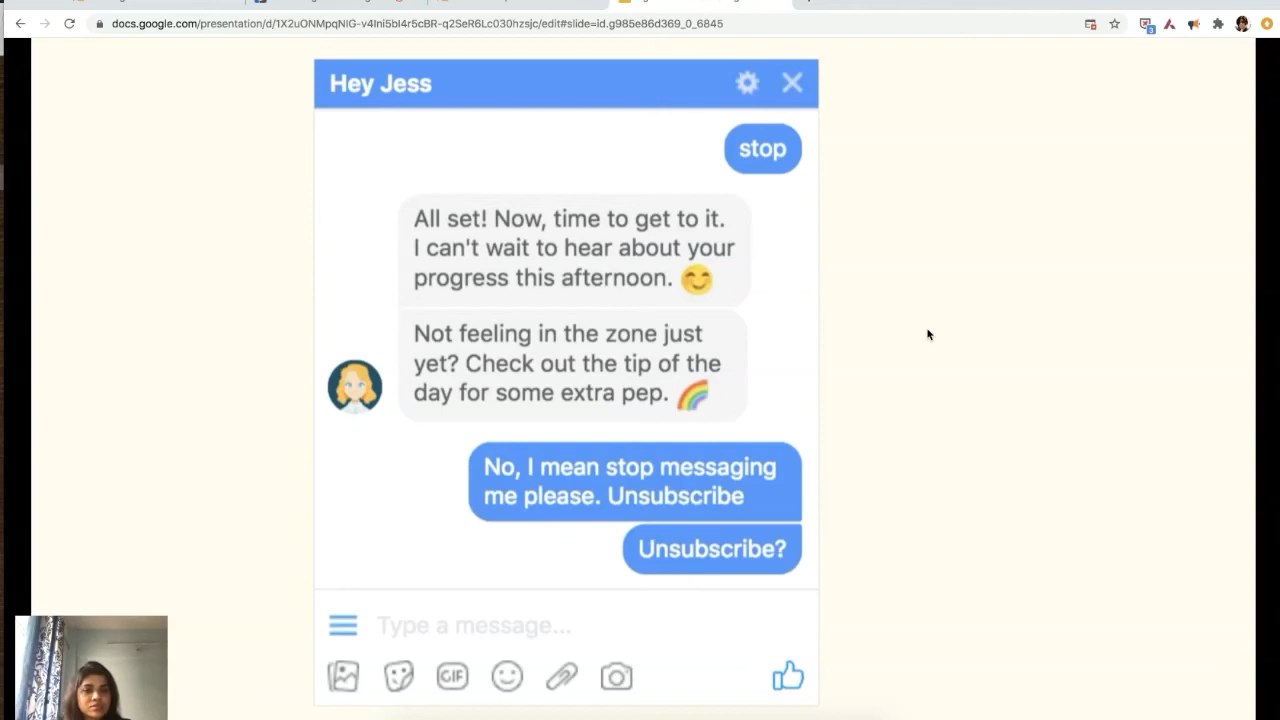 docs.google.com/presentation/d/1X2uONMpqNIG-v4Ini5bI4r5cBR-q2SeR6Lc030hzsjc/edit#slide=id.g985e86d369_0_6845
3
Hey Jess
stop
All set! Now, time to get to it.
I can't wait to hear about your
progress this afternoon. 😊
Not feeling in the zone just
yet? Check out the tip of the
day for some extra pep. 🌈
No, I mean stop messaging
me please. Unsubscribe
Unsubscribe?
Type a message...
GIF